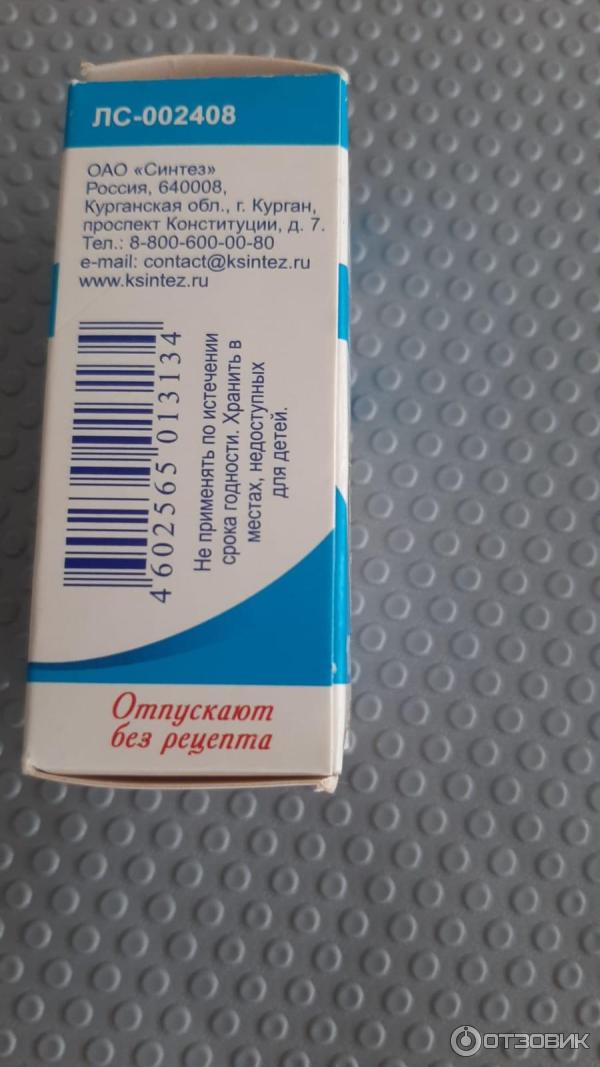 ЛС-002408
ОАО «Синтез»
Россия, 640008,
Курганская обл., г. Курган,
проспект Конституции, д. 7.
Тел.: 8-800-600-00-80
e-mail: contact@ksintez.ru
www.ksintez.ru
4 602565 013134
Не применять по истечении
срока годности. Хранить в
местах, недоступных
для детей.
Отпускают
без рецепта
ОТЗОВИК